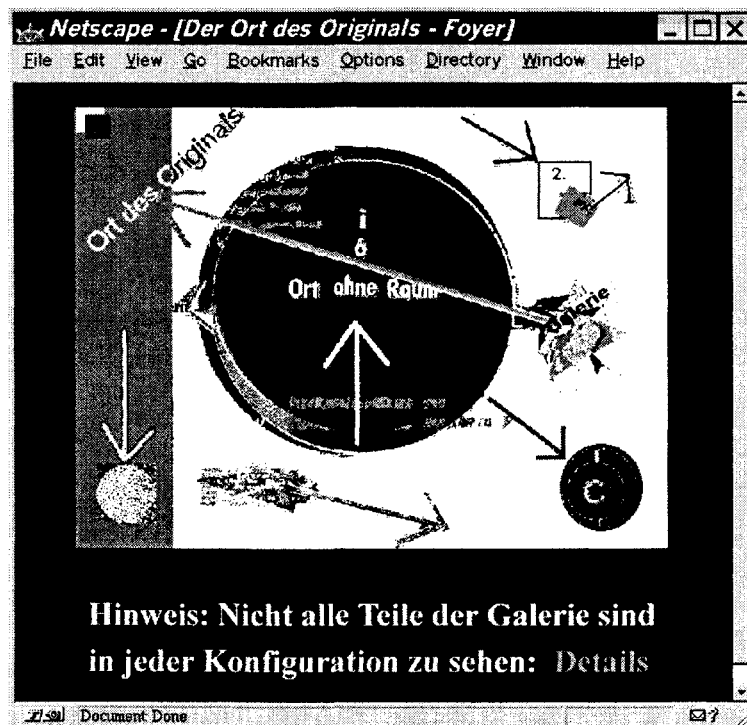 Netscape - [Der Ort des Originals - Foyer]
File Edit View Go Bookmarks Options Directory Window Help
Ort des Originals
2.
1
i
&
Ort ohne Raum
Galerie
C
Hinweis: Nicht alle Teile der Galerie sind
in jeder Konfiguration zu sehen: Details
Document Done